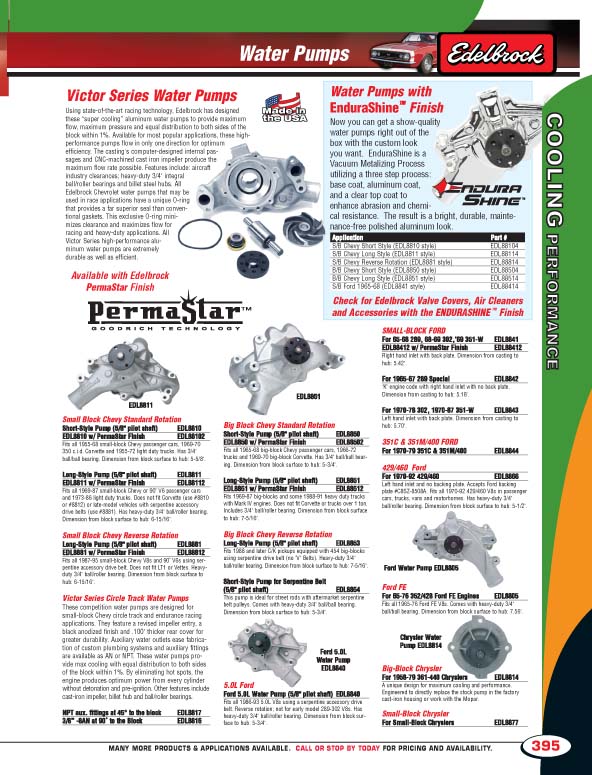 Water Pumps
Edelbrock
COOLING PERFORMANCE
Victor Series Water Pumps
Using state-of-the-art racing technology, Edelbrock has designed
these "super cooling" aluminum water pumps to provide maximum
flow, maximum pressure and equal distribution to both sides of the
block within 1%. Available for most popular applications, these high-
performance pumps flow in only one direction for optimum
efficiency. The casting's computer-designed internal pas-
sages and CNC-machined cast iron impeller produce the
maximum flow rate possible. Features include: aircraft
industry clearances; heavy-duty 3/4" integral
ball/roller bearings and billet steel hubs. All
Edelbrock Chevrolet water pumps that may be
used in race applications have a unique O-ring
that provides a far superior seal than conven-
tional gaskets. This exclusive O-ring mini-
mizes clearance and maximizes flow for
racing and heavy-duty applications. All
Victor Series high-performance alu-
minum water pumps are extremely
durable as well as efficient.
Made in
the USA
Available with Edelbrock
PermaStar Finish
PermaStar™
GOODRICH TECHNOLOGY
Water Pumps with
EnduraShine™ Finish
Now you can get a show-quality
water pumps right out of the
box with the custom look
you want. EnduraShine is a
Vacuum Metalizing Process
utilizing a three step process:
base coat, aluminum coat,
and a clear top coat to
enhance abrasion and chemi-
cal resistance. The result is a bright, durable, mainte-
nance-free polished aluminum look.
ENDURA SHINE™
Application Part #
S/B Chevy Short Style (EDL8810 style) EDL88104
S/B Chevy Long Style (EDL8811 style) EDL88114
S/B Chevy Reverse Rotation (EDL8881 style) EDL88814
B/B Chevy Short Style (EDL8850 style) EDL88504
B/B Chevy Long Style (EDL8851 style) EDL88514
S/B Ford 1965-68 (EDL8841 style) EDL88414
Check for Edelbrock Valve Covers, Air Cleaners
and Accessories with the ENDURASHINE™ Finish
EDL8811
EDL8801
Small Block Chevy Standard Rotation
Short-Style Pump (5/8" pilot shaft) EDL8810
EDL8810 w/ PermaStar Finish EDL88102
Fits all 1955-68 small-block Chevy passenger cars, 1969-70
350 c.i.d. Corvette and 1955-72 light duty trucks. Has 3/4"
ball/ball bearing. Dimension from block surface to hub: 5-5/8".
Long-Style Pump (5/8" pilot shaft) EDL8811
EDL8811 w/ PermaStar Finish EDL88112
Fits all 1969-87 small-block Chevy or 90° V6 passenger cars
and 1973-86 light duty trucks. Does not fit Corvette (use #8810
or #8812) or late-model vehicles with serpentine accessory
drive belts (use #8881). Has heavy-duty 3/4" ball/roller bearing.
Dimension from block surface to hub: 6-15/16".
Small Block Chevy Reverse Rotation
Long-Style Pump (5/8" pilot shaft) EDL8881
EDL8881 w/ PermaStar Finish EDL88812
Fits all 1987-95 small-block Chevy V8s and 90° V6s using ser-
pentine accessory drive belt. Does not fit LT1 or Vettes. Heavy-
duty 3/4" ball/roller bearing. Dimension from block surface to
hub: 6-15/16".
Victor Series Circle Track Water Pumps
These competition water pumps are designed for
small-block Chevy circle track and endurance racing
applications. They feature a revised impeller entry, a
black anodized finish and .100" thicker rear cover for
greater durability. Auxiliary water outlets ease fabrica-
tion of custom plumbing systems and auxiliary fittings
are available as AN or NPT. These water pumps pro-
vide max cooling with equal distribution to both sides
of the block within 1%. By eliminating hot spots, the
engine produces optimum power from every cylinder
without detonation and pre-ignition. Other features include
cast-iron impeller, billet hub and ball/roller bearings.
NPT aux. fittings at 45° to the block EDL8817
3/8" -6AN at 90° to the Block EDL8816
Big Block Chevy Standard Rotation
Short-Style Pump (5/8" pilot shaft) EDL8850
EDL8850 w/ PermaStar Finish EDL88502
Fits all 1965-68 big-block Chevy passenger cars, 1966-72
trucks and 1969-70 big-block Corvette. Has 3/4" ball/ball bear-
ing. Dimension from block surface to hub: 5-3/4".
Long-Style Pump (5/8" pilot shaft) EDL8851
EDL8851 w/ PermaStar Finish EDL88512
Fits 1969-87 big-blocks and some 1988-91 heavy duty trucks
with Mark IV engines. Does not fit Corvette or trucks over 1 ton.
Includes 3/4" ball/roller bearing. Dimension from block surface
to hub: 7-5/16".
Big Block Chevy Reverse Rotation
Long-Style Pump (5/8" pilot shaft) EDL8853
Fits 1988 and later C/K pickups equipped with 454 big-blocks
using serpentine drive belt (no "v" Belts). Heavy-duty 3/4"
ball/roller bearing. Dimension from block surface to hub: 7-5/16".
Short-Style Pump for Serpentine Belt
(5/8" pilot shaft) EDL8854
This pump is ideal for street rods with aftermarket serpentine
belt pulleys. Comes with heavy-duty 3/4" ball/ball bearing.
Dimension from block surface to hub: 5-3/4".
Ford 5.0L
Water Pump
EDL8840
5.0L Ford
Ford 5.0L Water Pump (5/8" pilot shaft) EDL8840
Fits all 1986-93 5.0L V8s using a serpentine accessory drive
belt. Reverse rotation; not for early model 289-302 V8s. Has
heavy-duty 3/4" ball/roller bearing. Dimension from block sur-
face to hub: 5-3/4".
SMALL-BLOCK FORD
For 65-68 289, 68-69 302,'69 351-W EDL8841
EDL88412 w/ PermaStar Finish EDL88412
Right hand inlet with back plate. Dimension from casting to
hub: 5.42"
For 1965-67 289 Special EDL8842
"K" engine code with right hand inlet with no back plate.
Dimension from casting to hub: 5.18".
For 1970-78 302, 1970-87 351-W EDL8843
Left hand inlet with back plate. Dimension from casting to
hub: 5.70"
351C & 351M/400 FORD
For 1970-79 351C & 351M/400 EDL8844
429/460 Ford
For 1970-92 429/460 EDL8866
Left hand inlet and no backing plate. Accepts Ford backing
plate #C8SZ-8508A. Fits all 1970-92 429/460 V8s in passenger
cars, trucks, vans and motorhomes. Has heavy-duty 3/4"
ball/roller bearing. Dimension from block surface to hub: 5-1/2".
Ford Water Pump EDL8805
Ford FE
For 65-76 352/428 Ford FE Engines EDL8805
Fits all 1965-76 Ford FE V8s. Comes with heavy-duty 3/4"
ball/ball bearing. Dimension from block surface to hub: 7.59".
Chrysler Water
Pump EDL8814
Big-Block Chrysler
For 1958-79 361-440 Chryslers EDL8814
A unique design for maximum cooling and performance.
Engineered to directly replace the stock pump in the factory
cast-iron housing or work with the Mopar.
Small-Block Chrysler
For Small-Block Chryslers EDL8877
MANY MORE PRODUCTS & APPLICATIONS AVAILABLE. CALL OR STOP BY TODAY FOR PRICING AND AVAILABILITY.
395